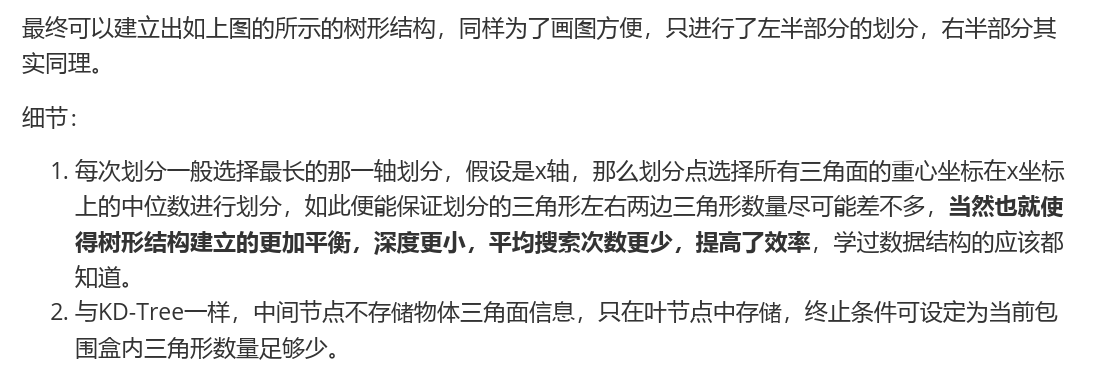 最终可以建立出如上图的所示的树形结构，同样为了画图方便，只进行了左半部分的划分，右半部分其
实同理。
细节：
1. 每次划分一般选择最长的那一轴划分，假设是x轴，那么划分点选择所有三角面的重心坐标在x坐标
上的中位数进行划分，如此便能保证划分的三角形左右两边三角形数量尽可能差不多，当然也就使
得树形结构建立的更加平衡，深度更小，平均搜索次数更少，提高了效率，学过数据结构的应该都
知道。
2. 与KD-Tree一样，中间节点不存储物体三角面信息，只在叶节点中存储，终止条件可设定为当前包
围盒内三角形数量足够少。